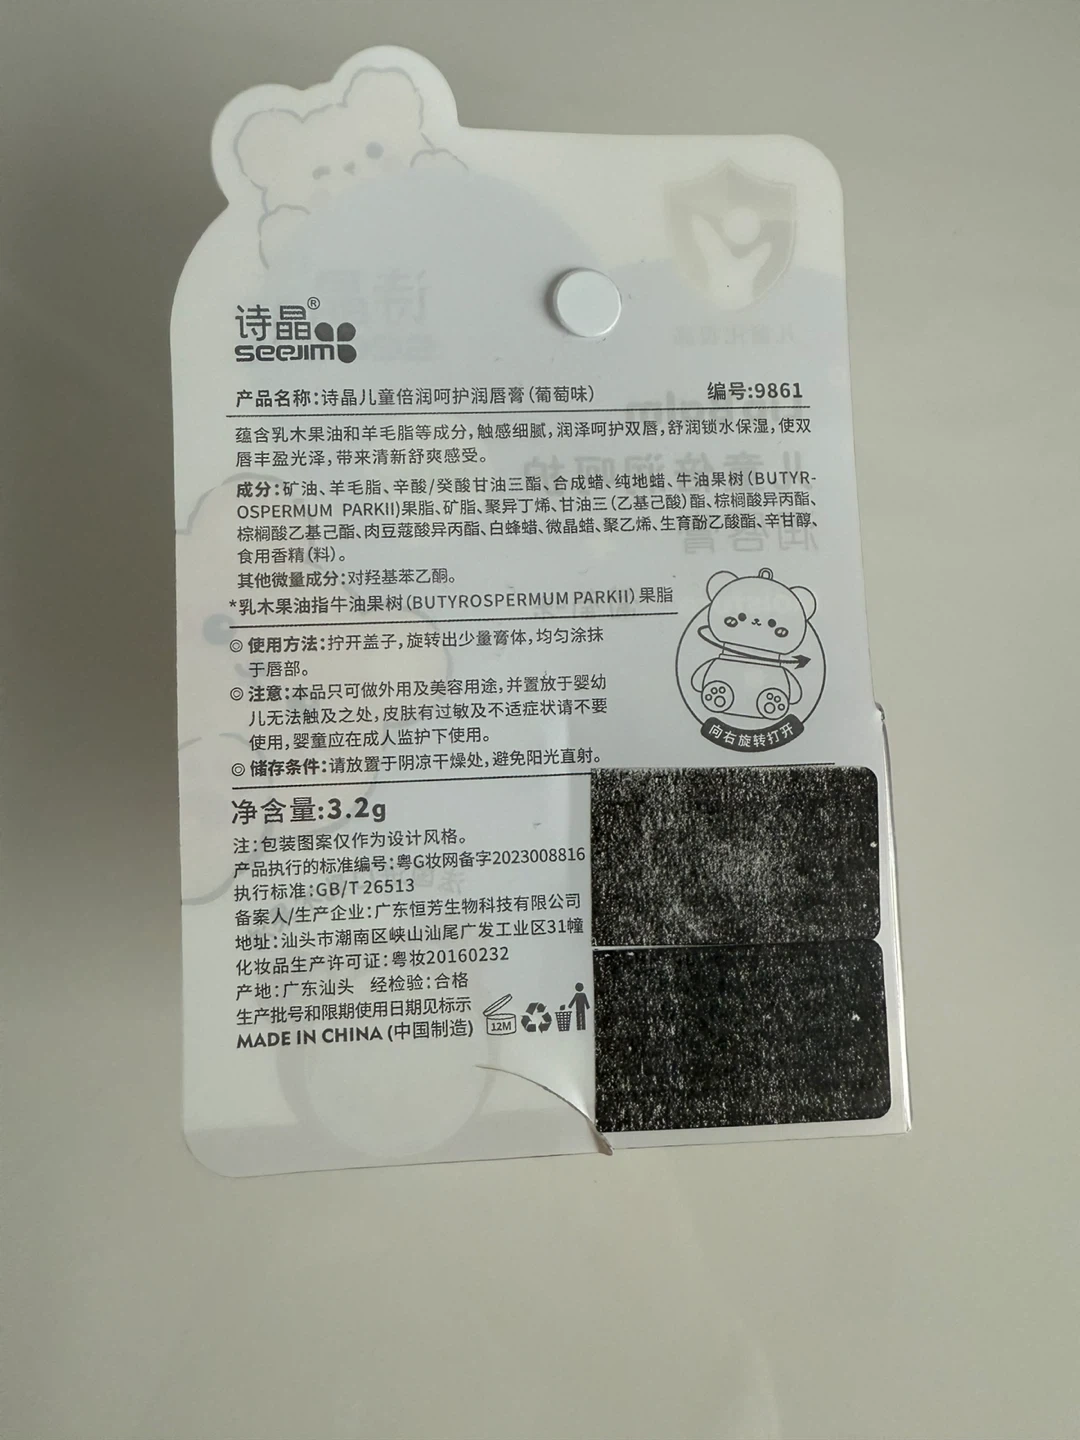 诗晶®
seejim
产品名称:诗晶儿童倍润呵护润唇膏(葡萄味)
编号:9861
蕴含乳木果油和羊毛脂等成分,触感细腻,润泽呵护双唇,舒润锁水保湿,使双
唇丰盈光泽,带来清新舒爽感受。
成分:矿油、羊毛脂、辛酸/癸酸甘油三酯、合成蜡、纯地蜡、牛油果树(BUTYR-
OSPERMUM PARKII)果脂、矿脂、聚异丁烯、甘油三(乙基己酸)酯、棕榈酸异丙酯、
棕榈酸乙基己酯、肉豆蔻酸异丙酯、白蜂蜡、微晶蜡、聚乙烯、生育酚乙酸酯、辛甘醇、
食用香精(料)。
其他微量成分:对羟基苯乙酮。
*乳木果油指牛油果树(BUTYROSPERMUM PARKII)果脂
◎ 使用方法:拧开盖子,旋转出少量膏体,均匀涂抹
于唇部。
◎ 注意:本品只可做外用及美容用途,并置放于婴幼
儿无法触及之处,皮肤有过敏及不适症状请不要
使用,婴童应在成人监护下使用。
◎ 储存条件:请放置于阴凉干燥处,避免阳光直射。
向右旋转打开
净含量:3.2g
注:包装图案仅作为设计风格。
产品执行的标准编号:粤G妆网备字2023008816
执行标准:GB/T 26513
备案人/生产企业:广东恒芳生物科技有限公司
地址:汕头市潮南区峡山汕尾广发工业区31幢
化妆品生产许可证:粤妆20160232
产地:广东汕头 经检验:合格
生产批号和限期使用日期见标示
MADE IN CHINA (中国制造)
12M